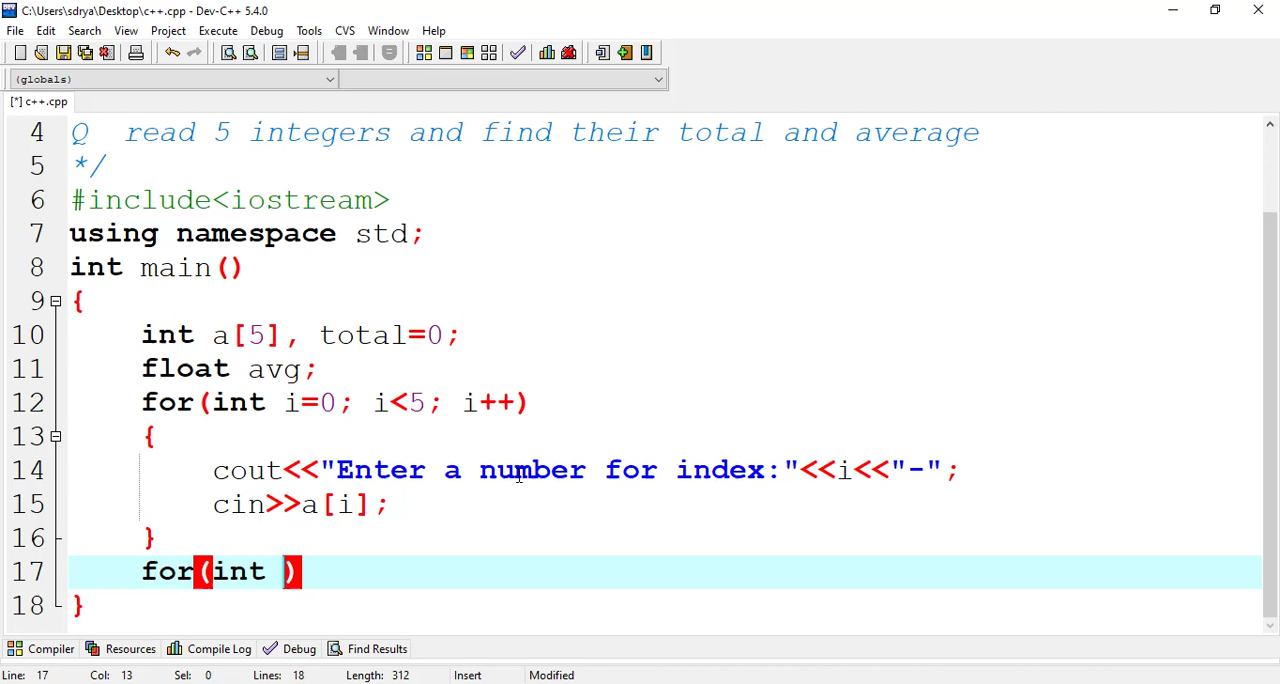 C:\Users\sdrya\Desktop\c++.cpp - Dev-C++ 5.4.0
File Edit Search View Project Execute Debug Tools CVS Window Help
(globals)
[*] c++.cpp
4 Q read 5 integers and find their total and average
5 */
6 #include<iostream>
7 using namespace std;
8 int main()
9 {
10 int a[5], total=0;
11 float avg;
12 for(int i=0; i<5; i++)
13 {
14 cout<<"Enter a number for index:"<<i<<"-";
15 cin>>a[i];
16 }
17 for(int )
18 }
Compiler Resources Compile Log Debug Find Results
Line: 17 Col: 13 Sel: 0 Lines: 18 Length: 312 Insert Modified